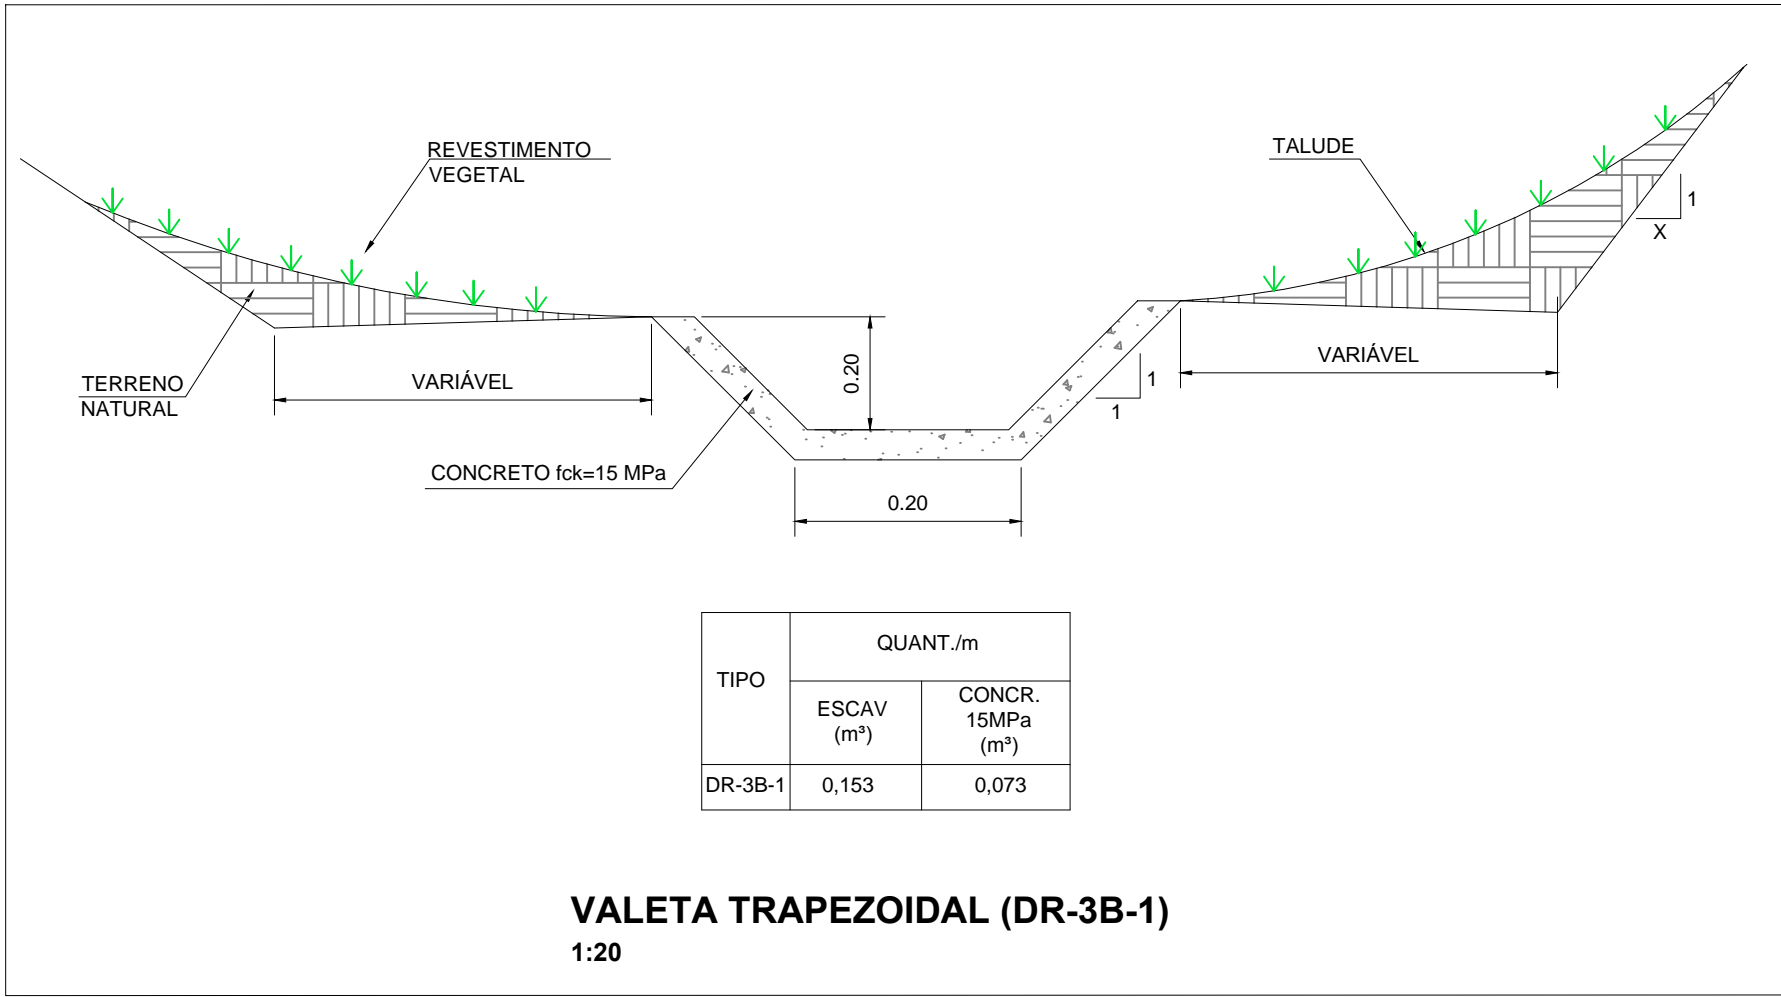 REVESTIMENTO
VEGETAL
TALUDE
1
X
TERRENO
NATURAL
VARIÁVEL
0.20
VARIÁVEL
1
1
CONCRETO fck=15 MPa
0.20
TIPO
QUANT./m
ESCAV
(m³)
CONCR.
15MPa
(m³)
DR-3B-1
0,153
0,073
VALETA TRAPEZOIDAL (DR-3B-1)
1:20